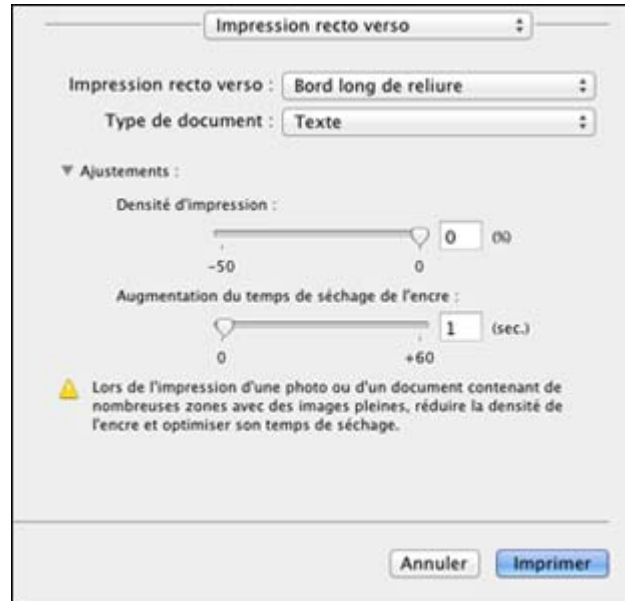 Impression recto verso
Impression recto verso : Bord long de reliure
Type de document : Texte
Ajustements :
Densité d'impression :
0 (%)
-50 0
Augmentation du temps de séchage de l'encre :
1 (sec.)
0 +60
Lors de l'impression d'une photo ou d'un document contenant de
nombreuses zones avec des images pleines, réduire la densité de
l'encre et optimiser son temps de séchage.
Annuler Imprimer